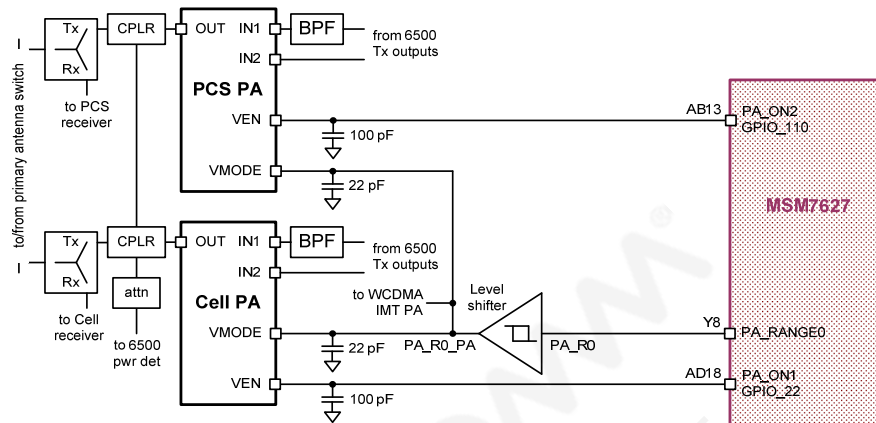 to/from primary antenna switch
Tx
Rx
CPLR
OUT
IN1
IN2
PCS PA
VEN
VMODE
BPF
from 6500
Tx outputs
to PCS
receiver
100 pF
22 pF
AB13
PA_ON2
GPIO_110
MSM7627
Tx
Rx
CPLR
attn
OUT
IN1
IN2
Cell PA
VMODE
VEN
BPF
from 6500
Tx outputs
to Cell
receiver
to 6500
pwr det
to WCDMA
IMT PA
Level
shifter
PA_R0_PA
PA_R0
22 pF
100 pF
Y8
PA_RANGE0
AD18
PA_ON1
GPIO_22